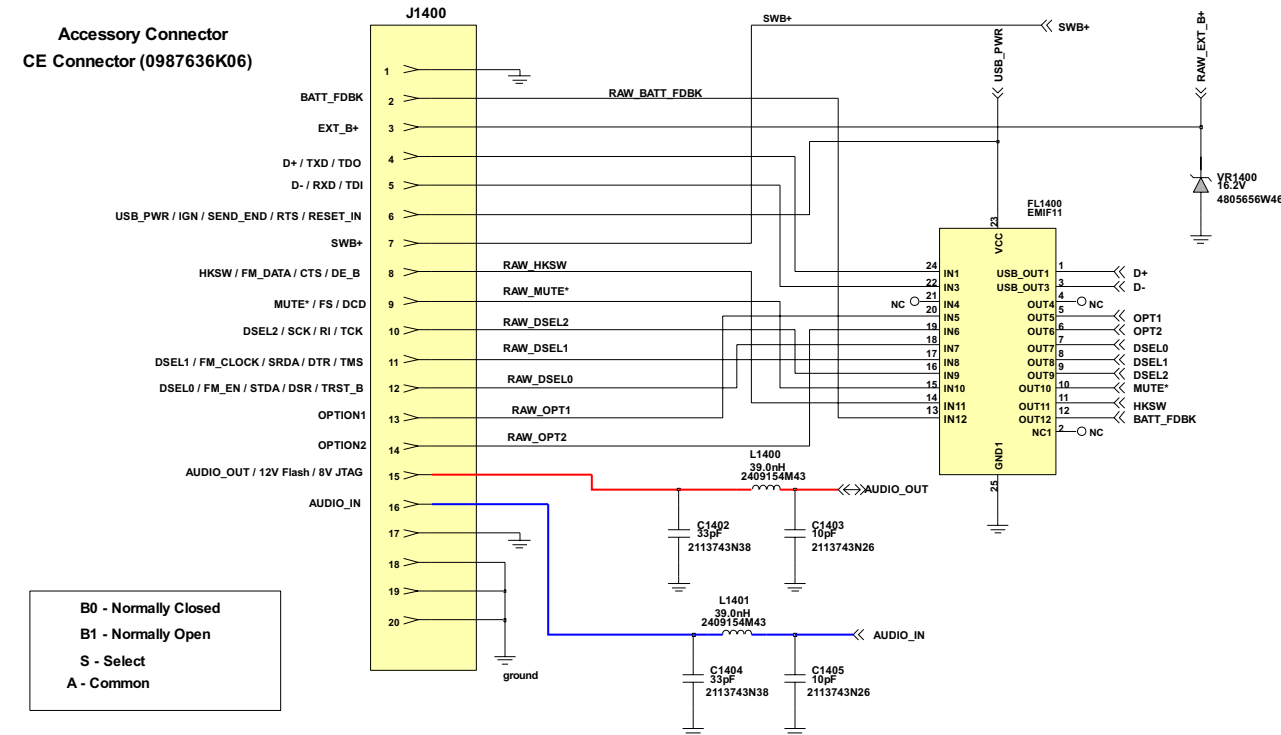 Accessory Connector
CE Connector (0987636K06)
J1400
SWB+
SWB+
USB_PWR
RAW_EXT_B+
1
BATT_FDBK
2
RAW_BATT_FDBK
EXT_B+
3
D+ / TXD / TDO
4
D- / RXD / TDI
5
USB_PWR / IGN / SEND_END / RTS / RESET_IN
6
SWB+
7
HKSW / FM_DATA / CTS / DE_B
8
RAW_HKSW
MUTE* / FS / DCD
9
RAW_MUTE*
DSEL2 / SCK / RI / TCK
10
RAW_DSEL2
DSEL1 / FM_CLOCK / SRDA / DTR / TMS
11
RAW_DSEL1
DSEL0 / FM_EN / STDA / DSR / TRST_B
12
RAW_DSEL0
OPTION1
13
RAW_OPT1
OPTION2
14
RAW_OPT2
AUDIO_OUT / 12V Flash / 8V JTAG
15
AUDIO_IN
16
17
18
19
20
ground
VR1400
16.2V
4805656W46
FL1400
EMIF11
23
VCC
24 IN1 USB_OUT1 1 D+
22 IN3 USB_OUT3 3 D-
NC 21 IN4 OUT4 4 NC
20 IN5 OUT5 5 OPT1
19 IN6 OUT6 6 OPT2
18 IN7 OUT7 7 DSEL0
17 IN8 OUT8 8 DSEL1
16 IN9 OUT9 9 DSEL2
15 IN10 OUT10 10 MUTE*
14 IN11 OUT11 11 HKSW
13 IN12 OUT12 12 BATT_FDBK
NC1 2 NC
GND1
25
L1400
39.0nH
2409154M43
AUDIO_OUT
C1402
33pF
2113743N38
C1403
10pF
2113743N26
L1401
39.0nH
2409154M43
AUDIO_IN
C1404
33pF
2113743N38
C1405
10pF
2113743N26
B0 - Normally Closed
B1 - Normally Open
S - Select
A - Common